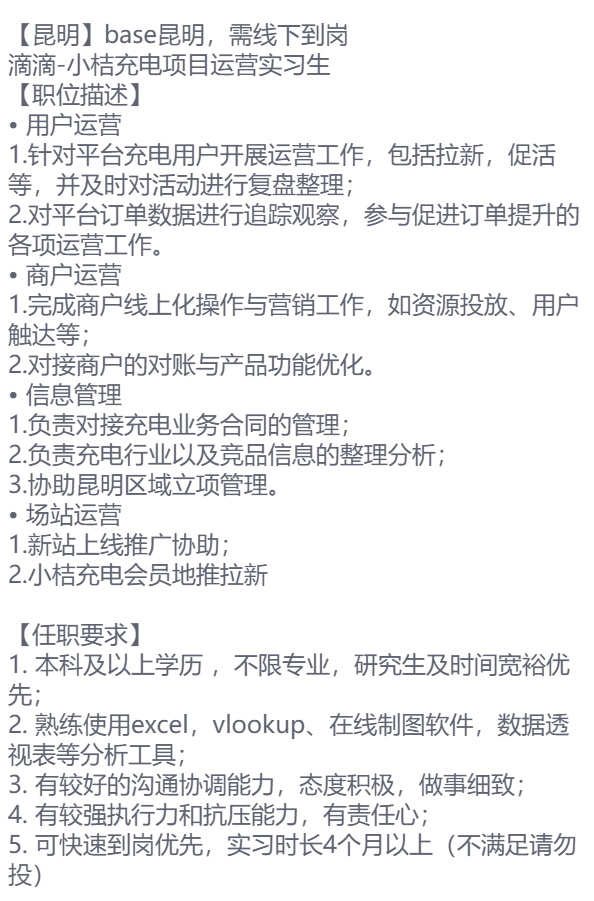 【昆明】base昆明，需线下到岗
滴滴-小桔充电项目运营实习生
【职位描述】
• 用户运营
1.针对平台充电用户开展运营工作，包括拉新，促活
等，并及时对活动进行复盘整理；
2.对平台订单数据进行追踪观察，参与促进订单提升的
各项运营工作。
• 商户运营
1.完成商户线上化操作与营销工作，如资源投放、用户
触达等；
2.对接商户的对账与产品功能优化。
• 信息管理
1.负责对接充电业务合同的管理；
2.负责充电行业以及竞品信息的整理分析；
3.协助昆明区域立项管理。
• 场站运营
1.新站上线推广协助；
2.小桔充电会员地推拉新
【任职要求】
1. 本科及以上学历 ，不限专业，研究生及时间宽裕优
先；
2. 熟练使用excel，vlookup、在线制图软件，数据透
视表等分析工具；
3. 有较好的沟通协调能力，态度积极，做事细致；
4. 有较强执行力和抗压能力，有责任心；
5. 可快速到岗优先，实习时长4个月以上（不满足请勿
投）